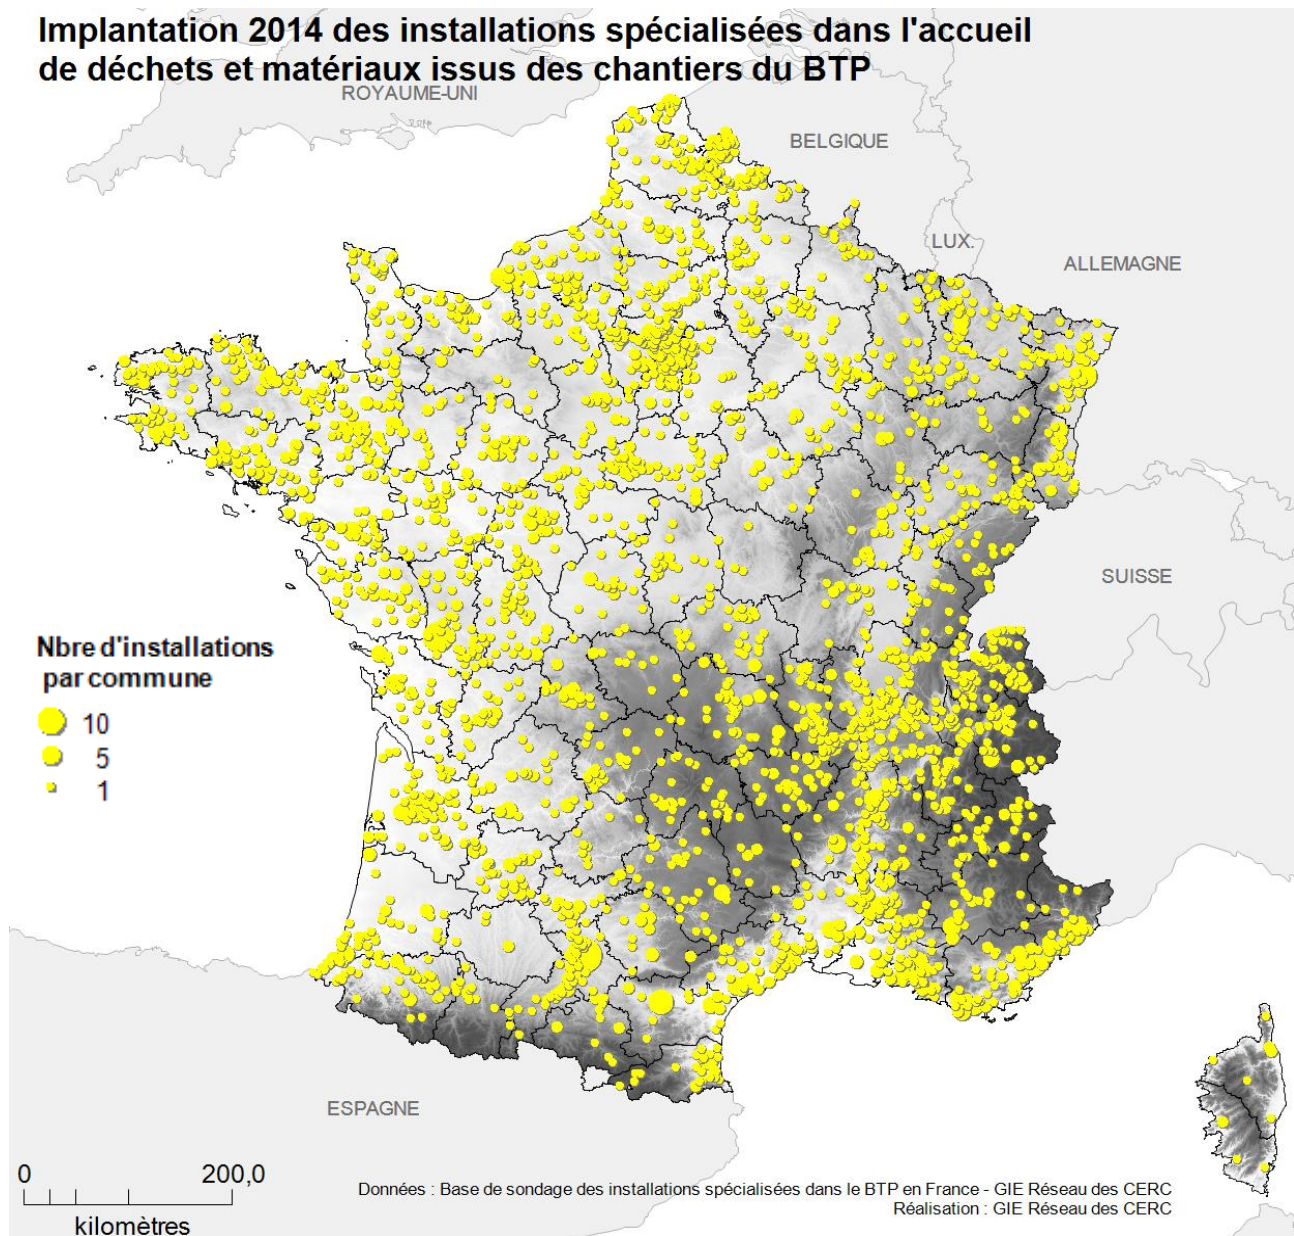 Implantation 2014 des installations spécialisées dans l'accueil
de déchets et matériaux issus des chantiers du BTP
ROYAUME-UNI
BELGIQUE
LUX.
ALLEMAGNE
SUISSE
Nbre d'installations
par commune
10
5
1
ESPAGNE
0 200,0
kilomètres
Données : Base de sondage des installations spécialisées dans le BTP en France - GIE Réseau des CERC
Réalisation : GIE Réseau des CERC